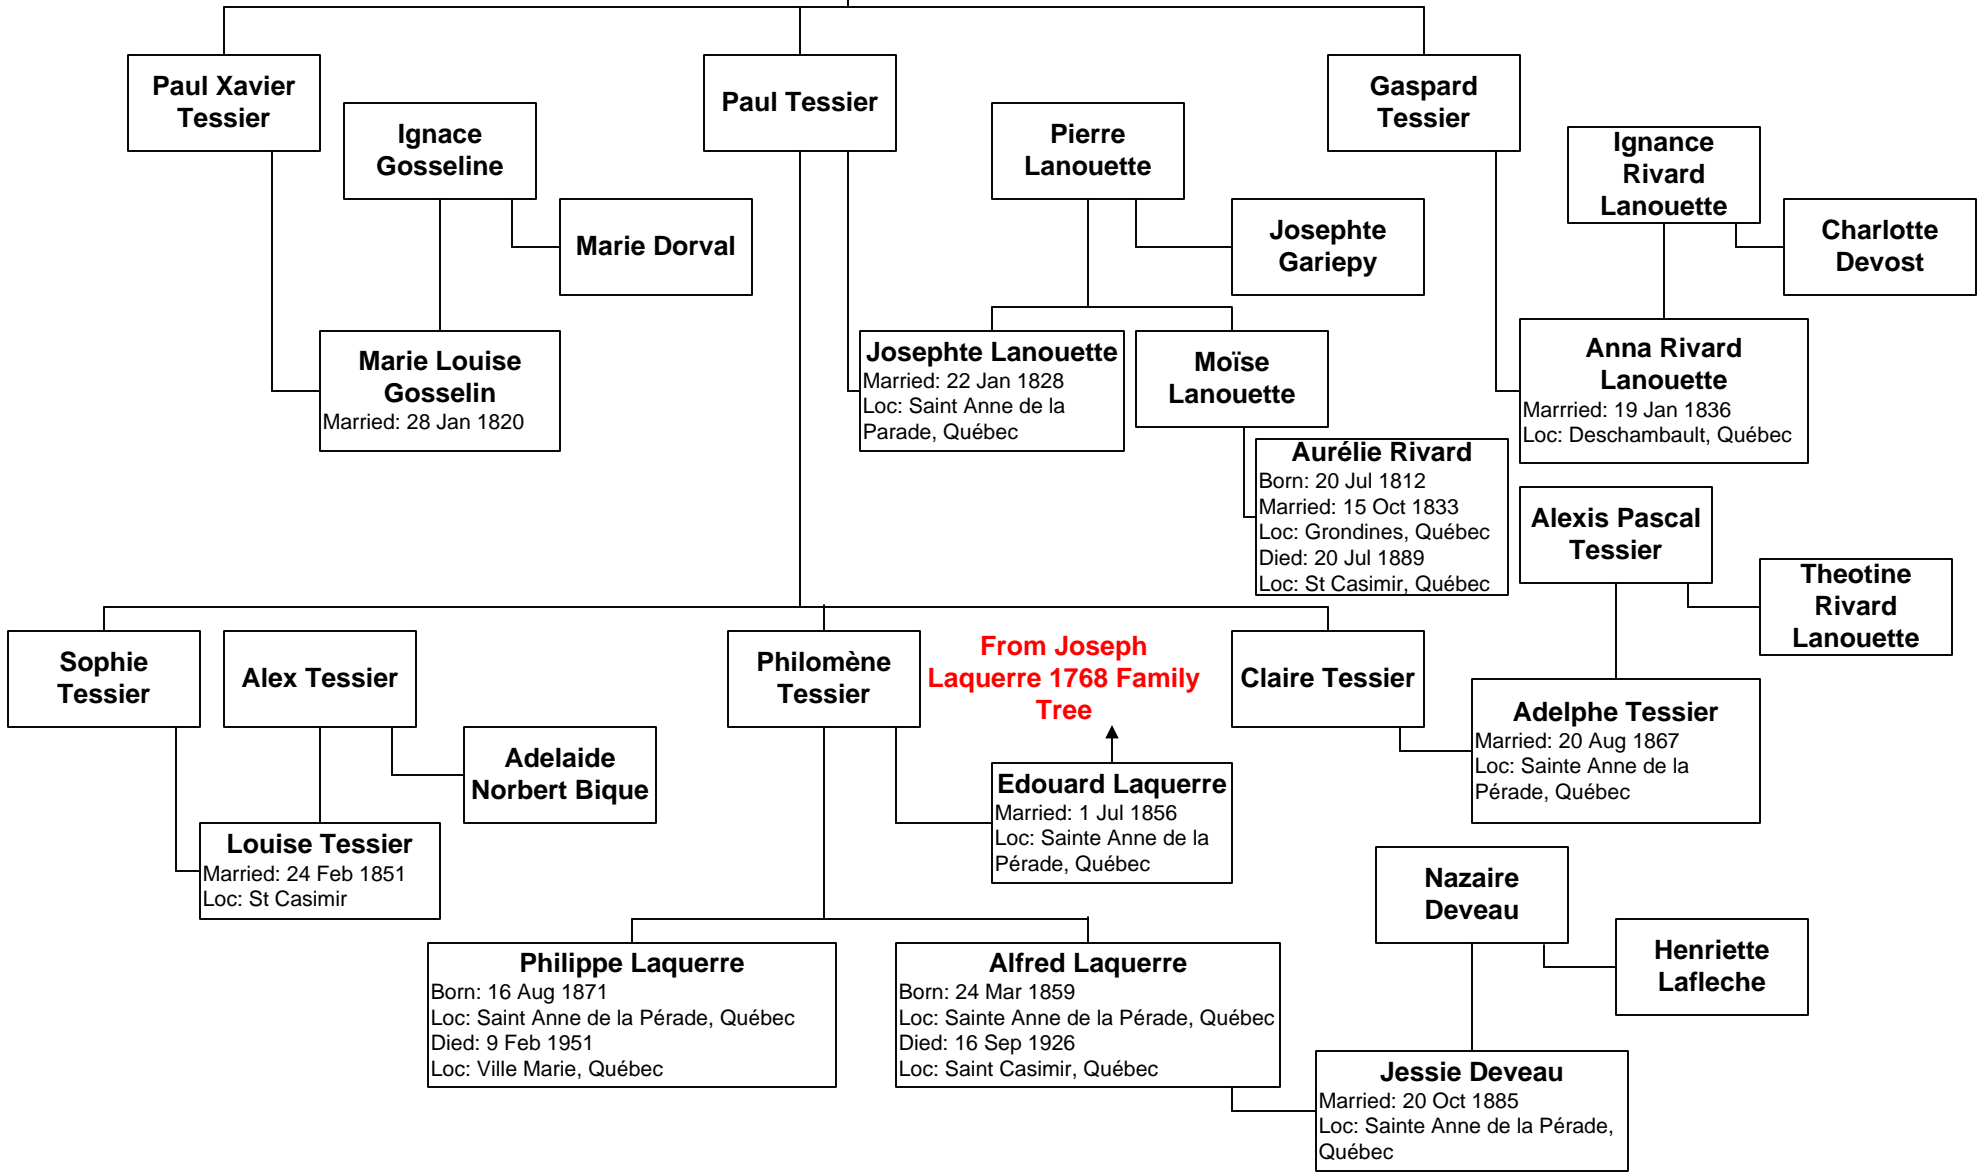 Paul Xavier
Tessier
Paul Tessier
Gaspard
Tessier
Ignace
Gosseline
Pierre
Lanouette
Ignance
Rivard
Lanouette
Marie Dorval
Josephte
Gariepy
Charlotte
Devost
Marie Louise
Gosselin
Married: 28 Jan 1820
Josephte Lanouette
Married: 22 Jan 1828
Loc: Saint Anne de la
Parade, Québec
Moïse
Lanouette
Anna Rivard
Lanouette
Marrried: 19 Jan 1836
Loc: Deschambault, Québec
Aurélie Rivard
Born: 20 Jul 1812
Married: 15 Oct 1833
Loc: Grondines, Québec
Died: 20 Jul 1889
Loc: St Casimir, Québec
Alexis Pascal
Tessier
Theotine
Rivard
Lanouette
Sophie
Tessier
Alex Tessier
Philomène
Tessier
From Joseph
Laquerre 1768 Family
Tree
Claire Tessier
Adelphe Tessier
Married: 20 Aug 1867
Loc: Sainte Anne de la
Pérade, Québec
Adelaide
Norbert Bique
Edouard Laquerre
Married: 1 Jul 1856
Loc: Sainte Anne de la
Pérade, Québec
Louise Tessier
Married: 24 Feb 1851
Loc: St Casimir
Nazaire
Deveau
Henriette
Lafleche
Philippe Laquerre
Born: 16 Aug 1871
Loc: Saint Anne de la Pérade, Québec
Died: 9 Feb 1951
Loc: Ville Marie, Québec
Alfred Laquerre
Born: 24 Mar 1859
Loc: Sainte Anne de la Pérade, Québec
Died: 16 Sep 1926
Loc: Saint Casimir, Québec
Jessie Deveau
Married: 20 Oct 1885
Loc: Sainte Anne de la Pérade,
Québec